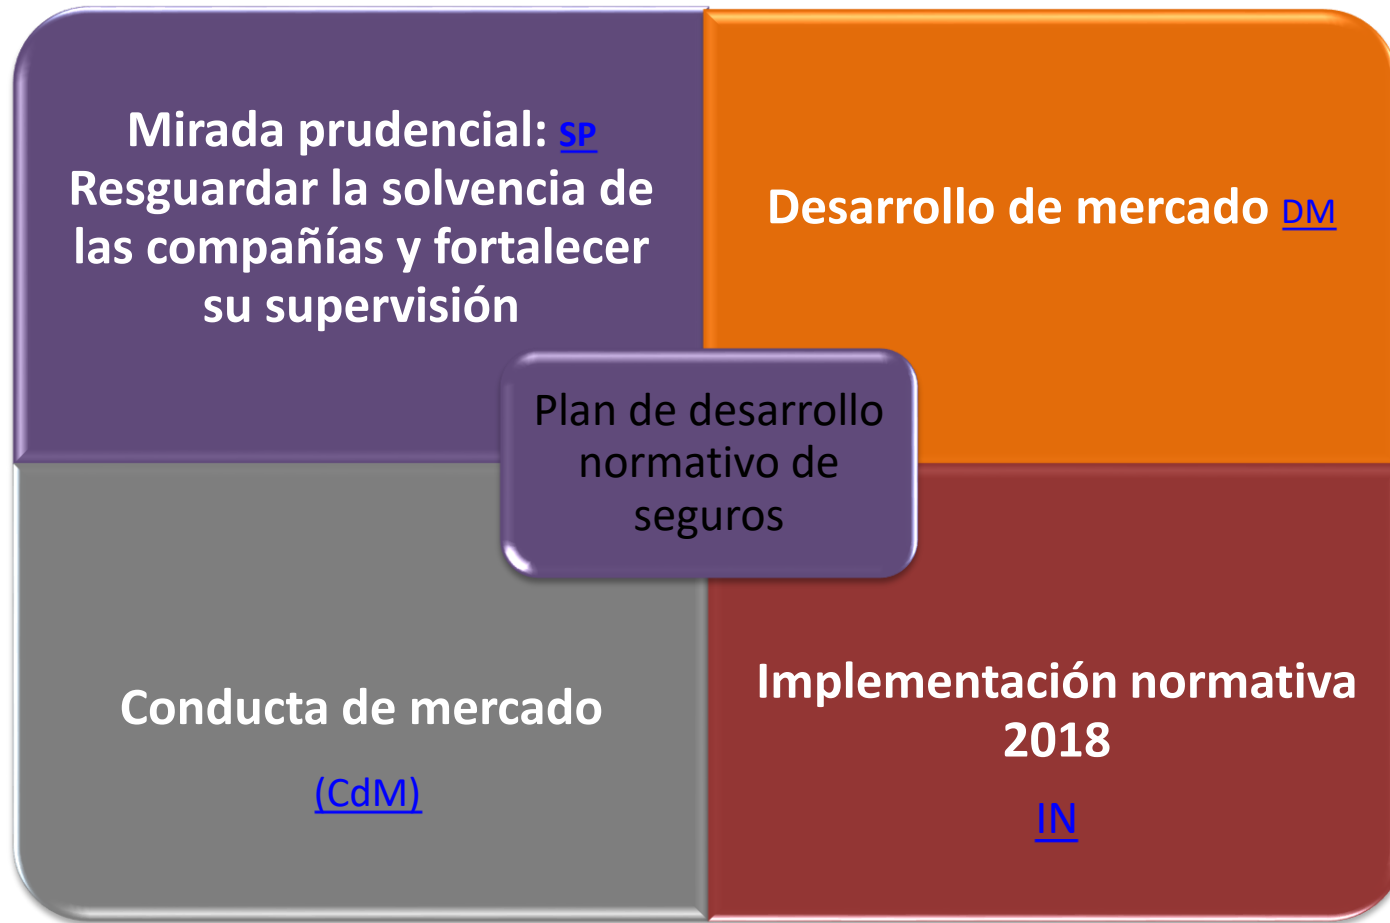 Mirada prudencial: SP
Resguardar la solvencia de
las compañías y fortalecer
su supervisión
Desarrollo de mercado DM
Plan de desarrollo
normativo de
seguros
Conducta de mercado
(CdM)
Implementación normativa
2018
IN